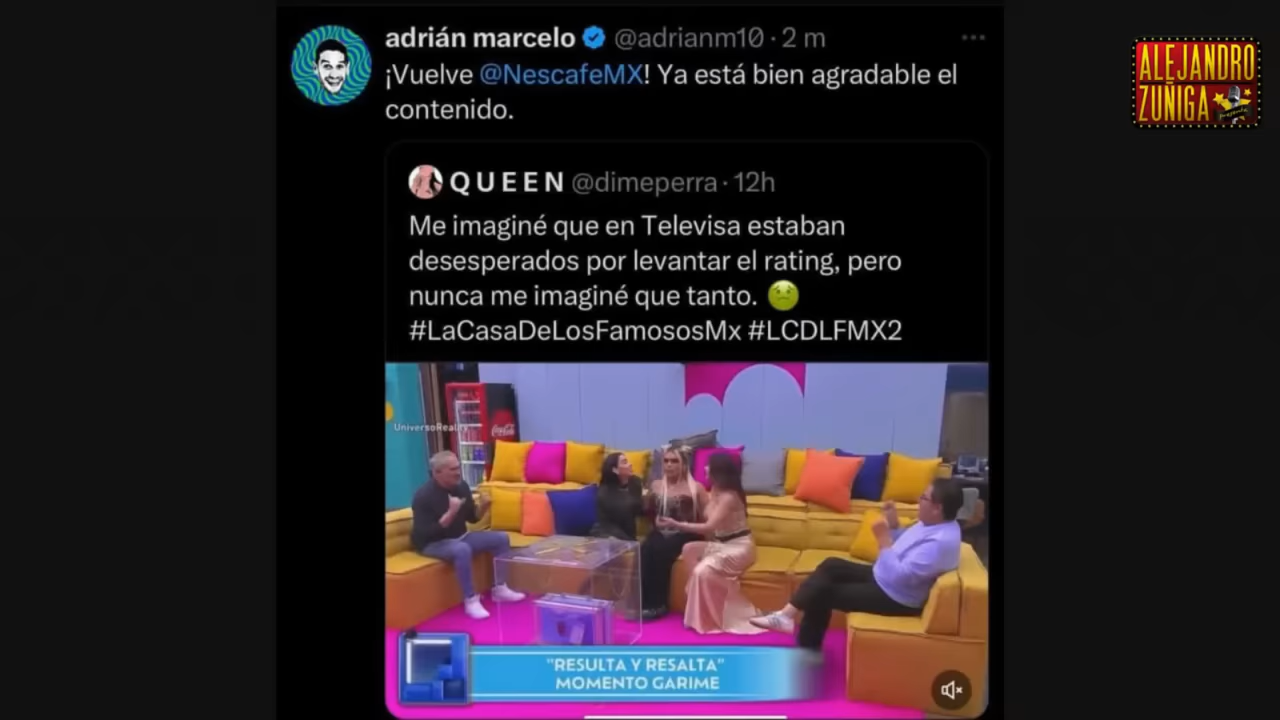 adrián marcelo @adrianm10 · 2 m
¡Vuelve @NescafeMX! Ya está bien agradable el
contenido.
QUEEN @dimeperra · 12h
Me imaginé que en Televisa estaban
desesperados por levantar el rating, pero
nunca me imaginé que tanto. 🤢
#LaCasaDeLosFamososMx #LCDLFMX2
UniversoReality
Coca-Cola
"RESULTA Y RESALTA"
MOMENTO GARIME
ALEJANDRO
ZUÑIGA